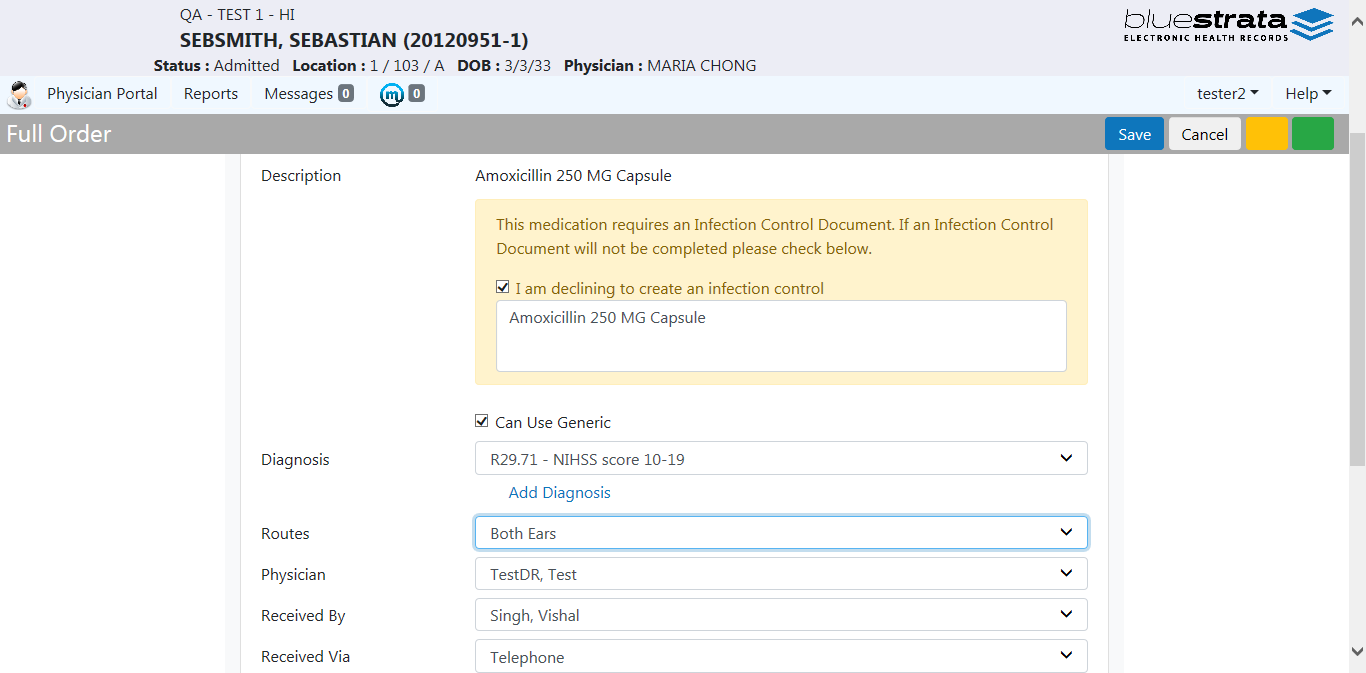 QA - TEST 1 - HI
SEBSMITH, SEBASTIAN (20120951-1)
Status : Admitted Location : 1 / 103 / A DOB : 3/3/33 Physician : MARIA CHONG
bluestrata
ELECTRONIC HEALTH RECORDS
Physician Portal Reports Messages 0 m 0 tester2 Help
Full Order Save Cancel
Description Amoxicillin 250 MG Capsule
This medication requires an Infection Control Document. If an Infection Control
Document will not be completed please check below.
I am declining to create an infection control
Amoxicillin 250 MG Capsule
Can Use Generic
Diagnosis R29.71 - NIHSS score 10-19
Add Diagnosis
Routes Both Ears
Physician TestDR, Test
Received By Singh, Vishal
Received Via Telephone